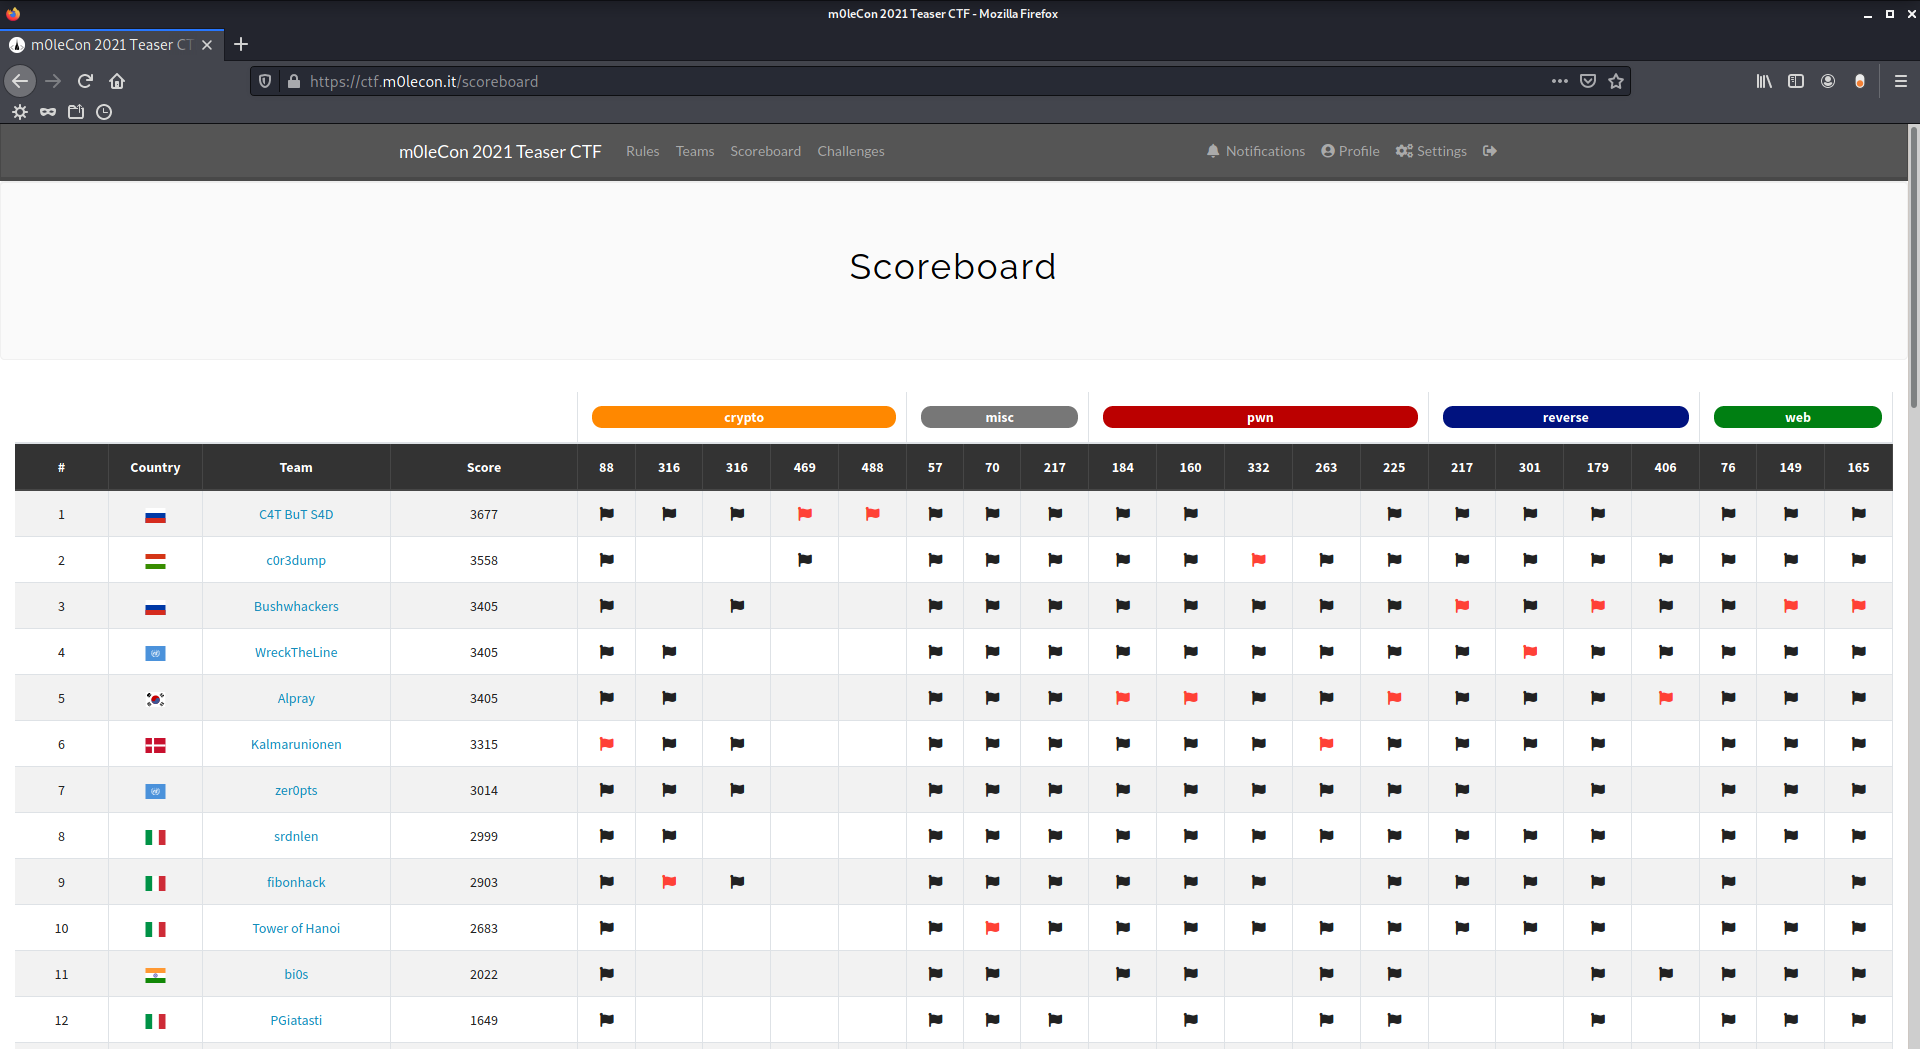 m0leCon 2021 Teaser CTF - Mozilla Firefox
m0leCon 2021 Teaser CT
https://ctf.m0lecon.it/scoreboard
m0leCon 2021 Teaser CTF Rules Teams Scoreboard Challenges Notifications Profile Settings
Scoreboard
crypto misc pwn reverse web
# Country Team Score 88 316 316 469 488 57 70 217 184 160 332 263 225 217 301 179 406 76 149 165
1 C4T BuT S4D 3677
2 c0r3dump 3558
3 Bushwhackers 3405
4 WreckTheLine 3405
5 Alpray 3405
6 Kalmarunionen 3315
7 zer0pts 3014
8 srdnlen 2999
9 fibonhack 2903
10 Tower of Hanoi 2683
11 bi0s 2022
12 PGiatasti 1649